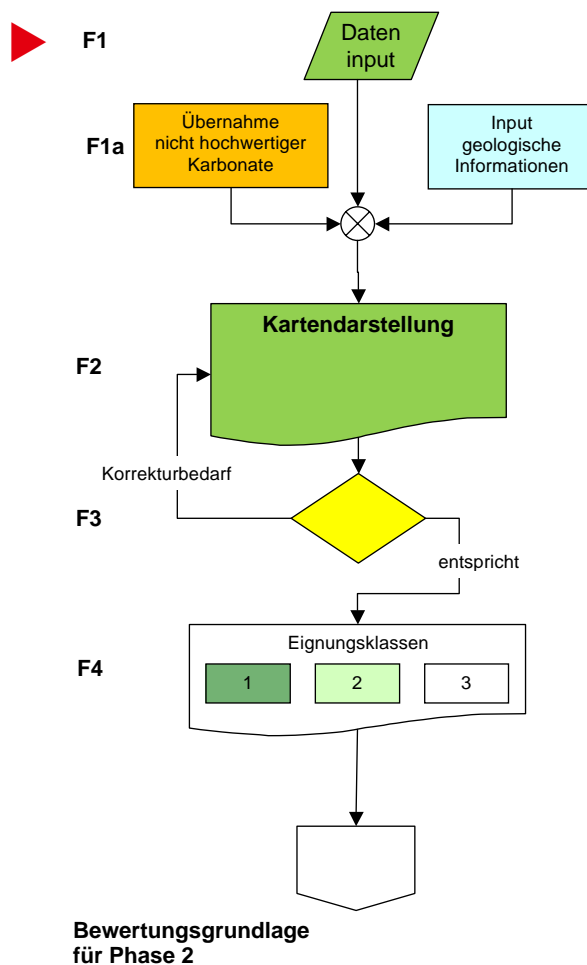 F1
Daten
input
F1a
Übernahme
nicht hochwertiger
Karbonate
Input
geologische
Informationen
Kartendarstellung
F2
Korrekturbedarf
F3
entspricht
Eignungsklassen
F4
1
2
3
Bewertungsgrundlage
für Phase 2